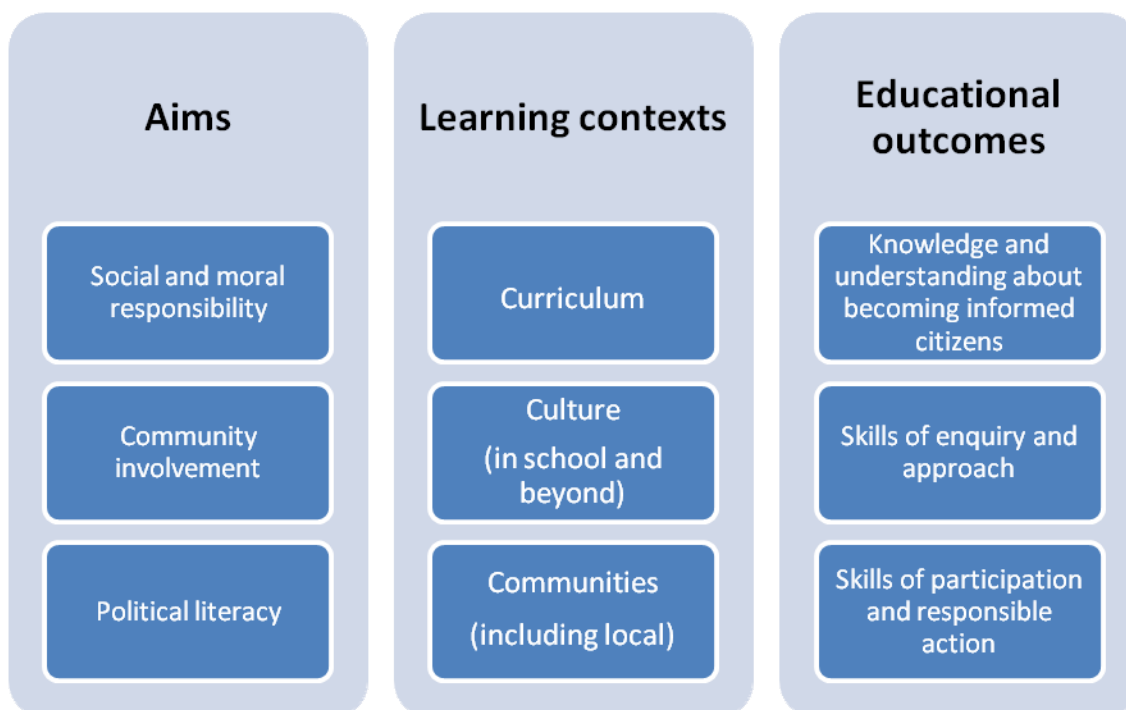 Aims
Social and moral
responsibility
Community
involvement
Political literacy
Learning contexts
Curriculum
Culture
(in school and
beyond)
Communities
(including local)
Educational
outcomes
Knowledge and
understanding about
becoming informed
citizens
Skills of enquiry and
approach
Skills of participation
and responsible
action